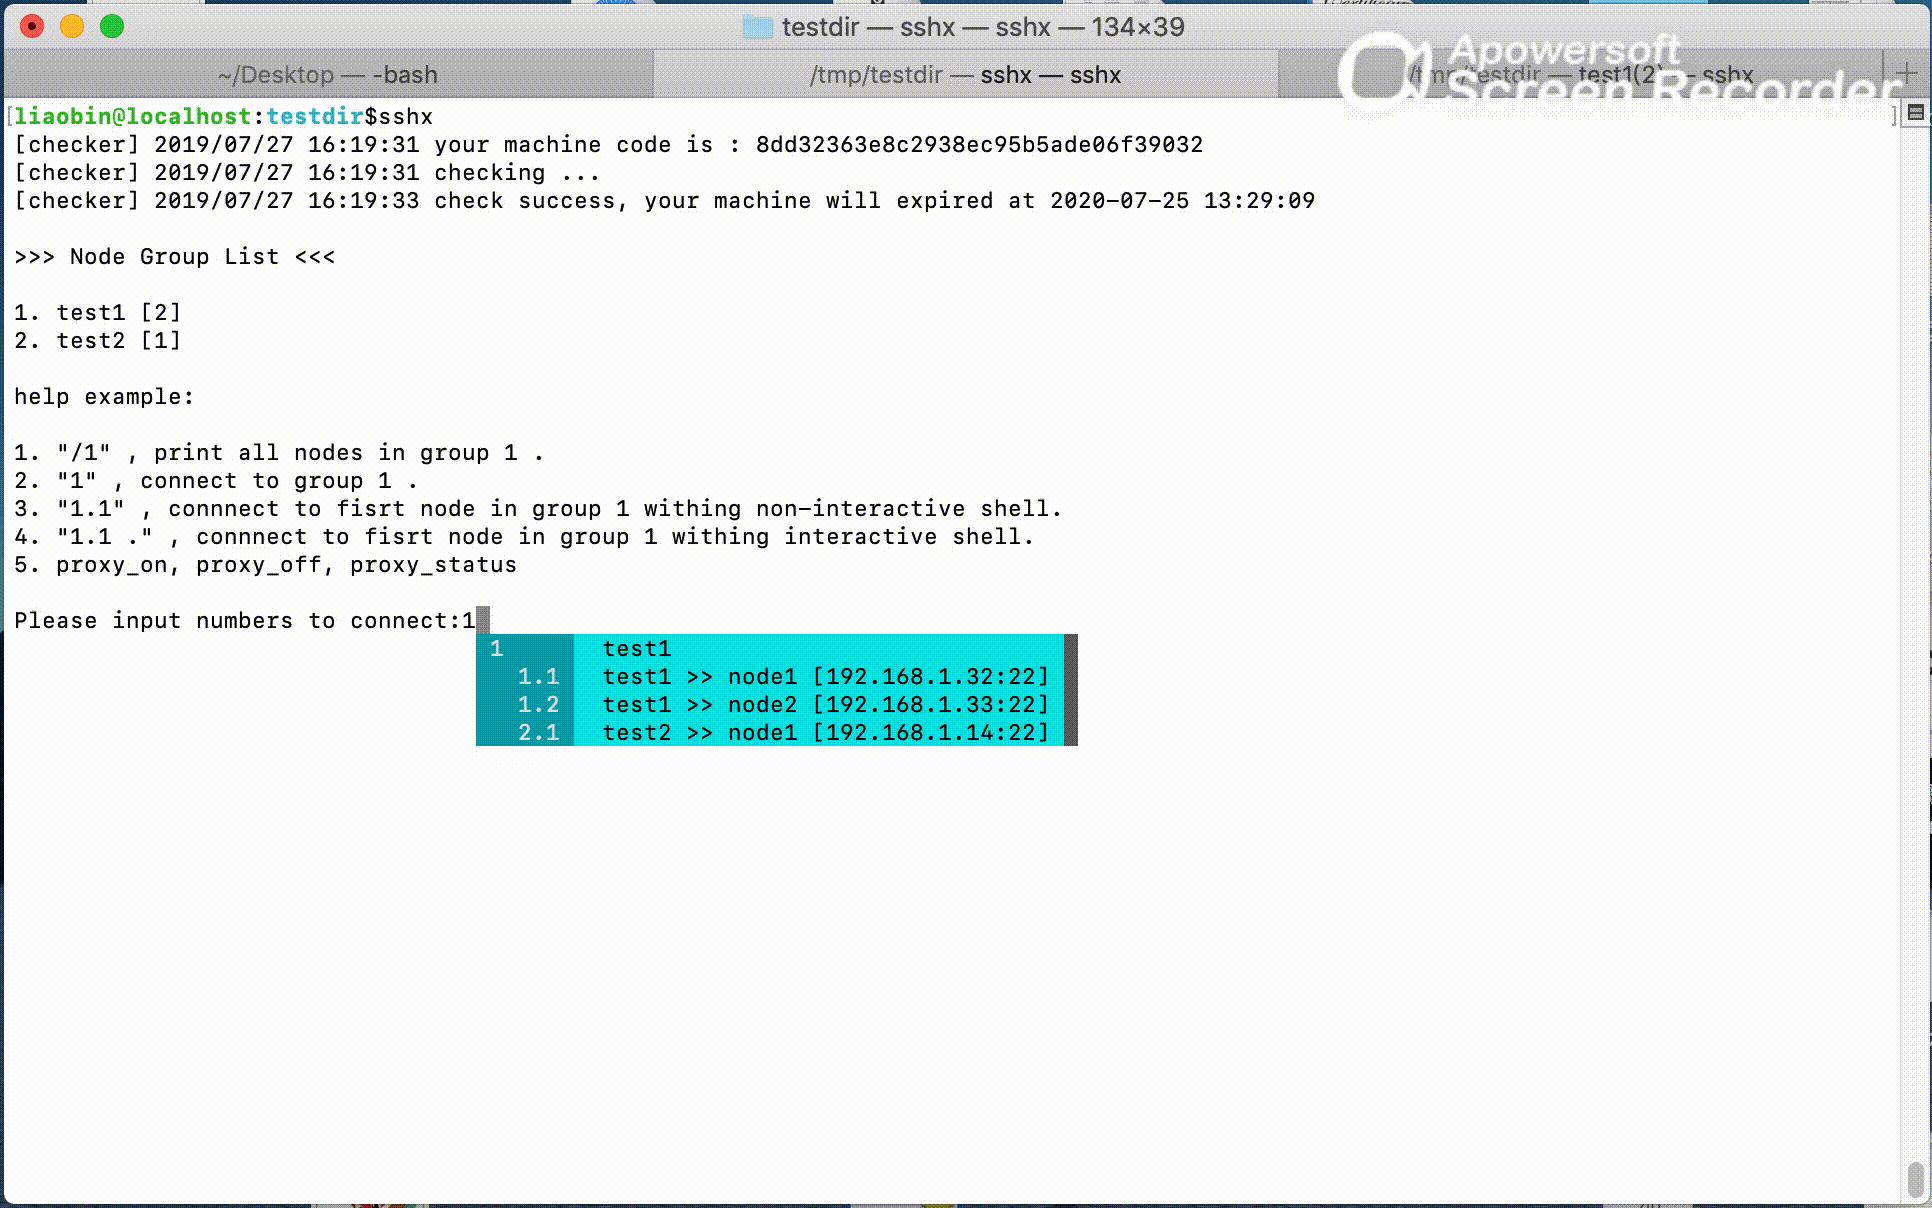 testdir — sshx — sshx — 134×39
~/Desktop — -bash
/tmp/testdir — sshx — sshx
/tmp/testdir — test1(2) — sshx
Apowersoft
Screen Recorder
[liaobin@localhost:testdir$sshx ]
[checker] 2019/07/27 16:19:31 your machine code is : 8dd32363e8c2938ec95b5ade06f39032
[checker] 2019/07/27 16:19:31 checking ...
[checker] 2019/07/27 16:19:33 check success, your machine will expired at 2020-07-25 13:29:09
>>> Node Group List <<<
1. test1 [2]
2. test2 [1]
help example:
1. "/1" , print all nodes in group 1 .
2. "1" , connect to group 1 .
3. "1.1" , connnect to fisrt node in group 1 withing non-interactive shell.
4. "1.1 ." , connnect to fisrt node in group 1 withing interactive shell.
5. proxy_on, proxy_off, proxy_status
Please input numbers to connect:1
1 test1
1.1 test1 >> node1 [192.168.1.32:22]
1.2 test1 >> node2 [192.168.1.33:22]
2.1 test2 >> node1 [192.168.1.14:22]